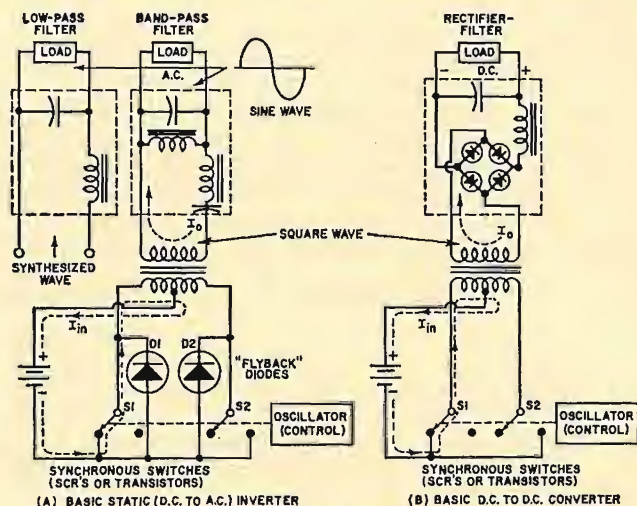 LOW-PASS
FILTER
LOAD
BAND-PASS
FILTER
LOAD
A.C.
SINE WAVE
RECTIFIER-
FILTER
LOAD
- D.C. +
SYNTHESIZED
WAVE
Io
SQUARE WAVE
Io
Iin
+
-
D1
D2
"FLYBACK"
DIODES
S1
S2
OSCILLATOR
(CONTROL)
SYNCHRONOUS SWITCHES
(SCR'S OR TRANSISTORS)
(A) BASIC STATIC (D.C. TO A.C.) INVERTER
Iin
+
-
S1
S2
OSCILLATOR
(CONTROL)
SYNCHRONOUS SWITCHES
(SCR'S OR TRANSISTORS)
(B) BASIC D.C. TO D.C. CONVERTER